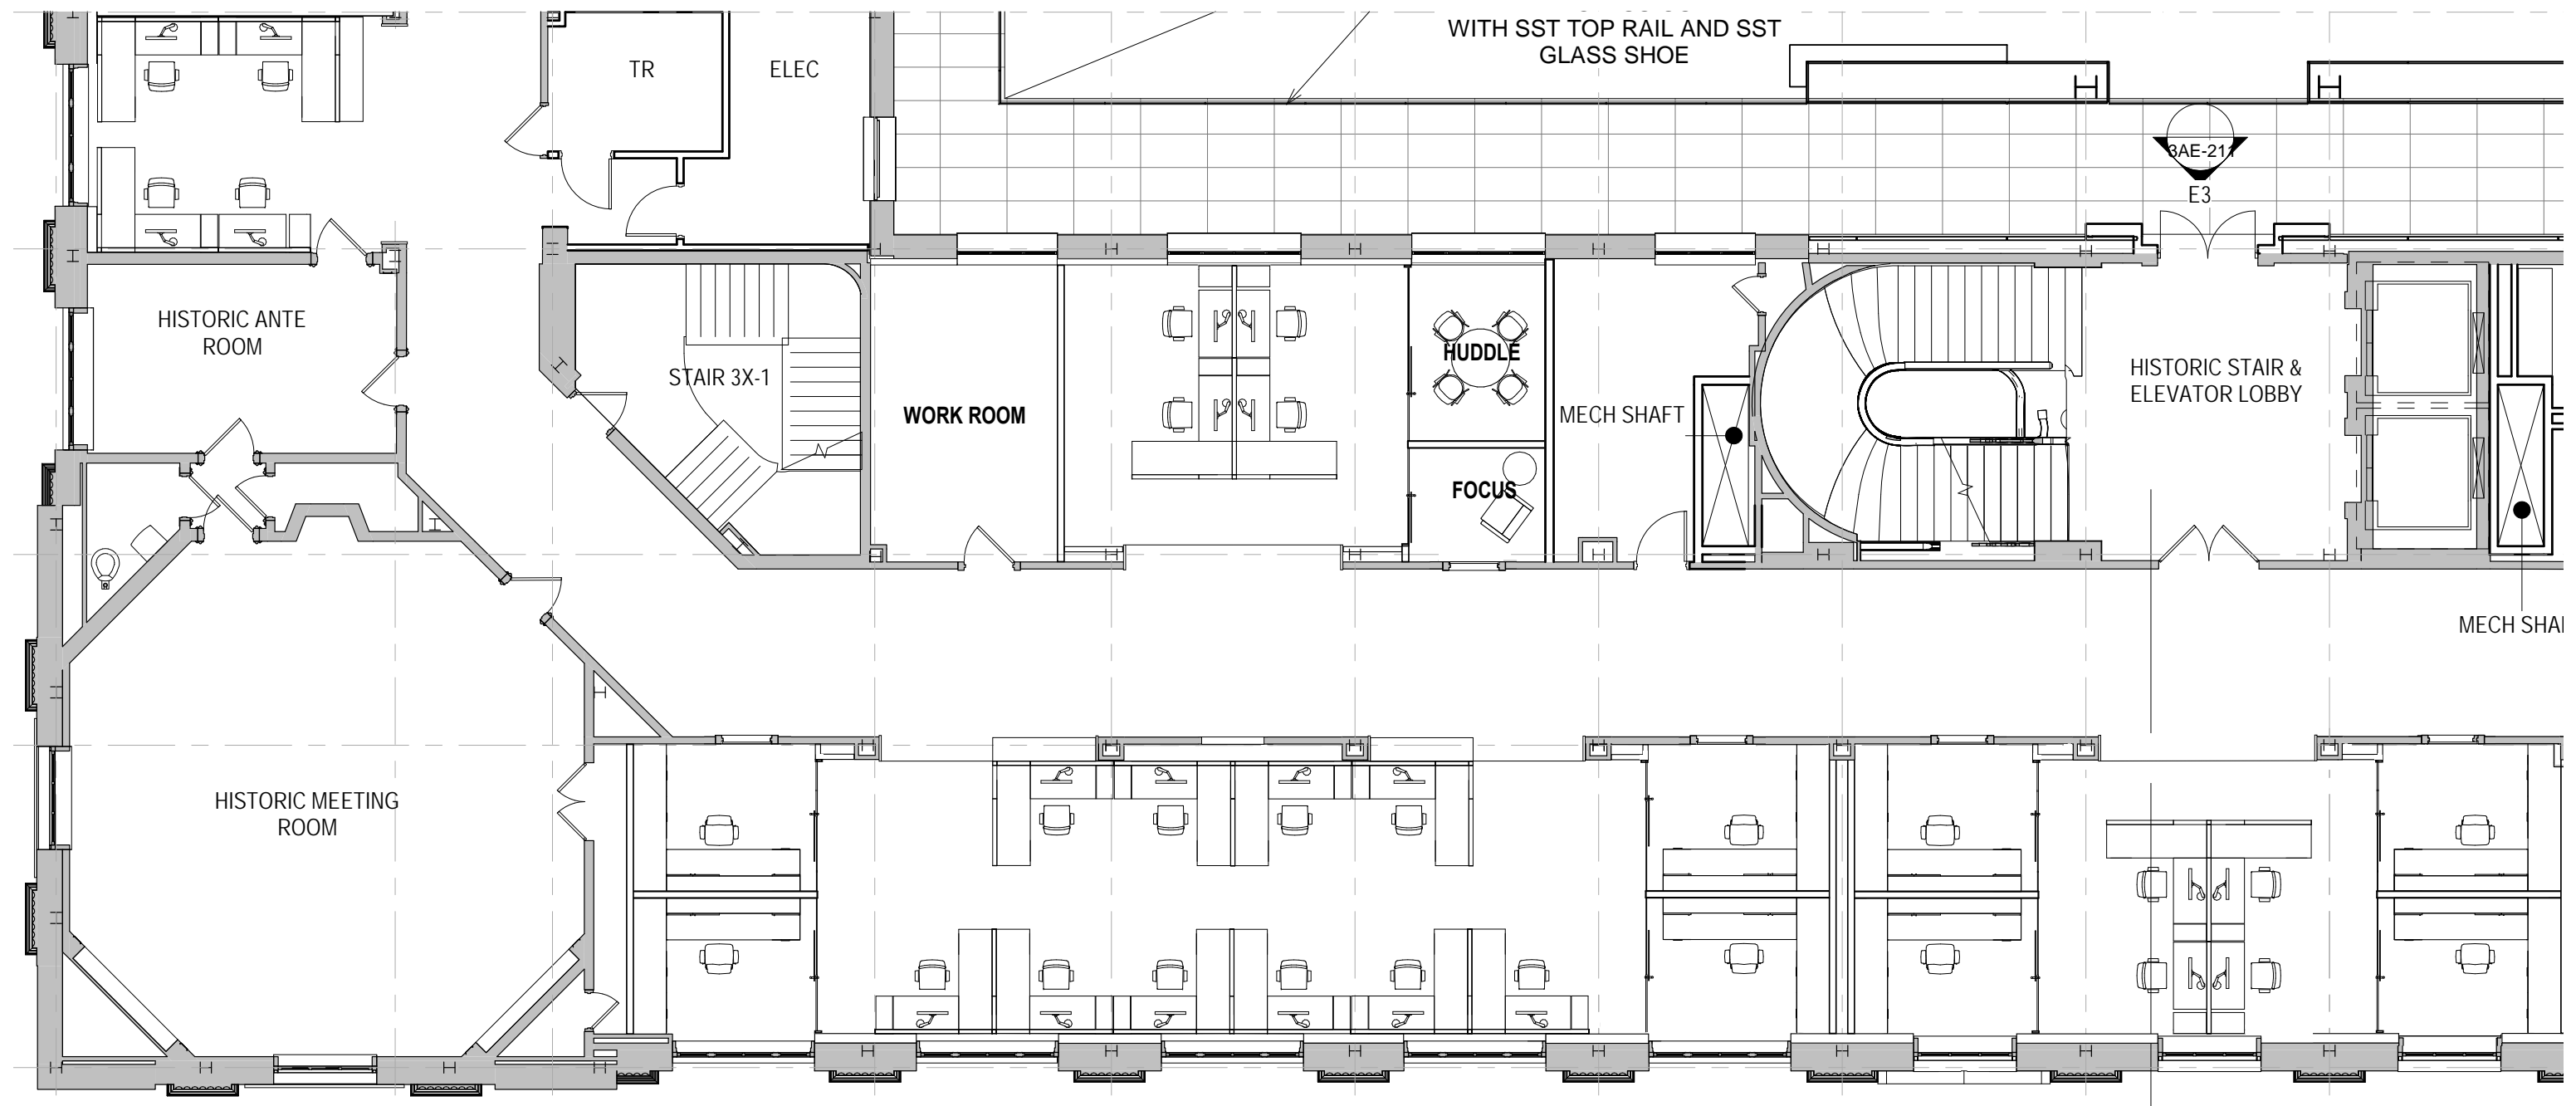 WITH SST TOP RAIL AND SST
GLASS SHOE
TR
ELEC
3AE-211
E3
HISTORIC ANTE
ROOM
STAIR 3X-1
WORK ROOM
HUDDLE
FOCUS
MECH SHAFT
HISTORIC STAIR &
ELEVATOR LOBBY
MECH SHA
HISTORIC MEETING
ROOM